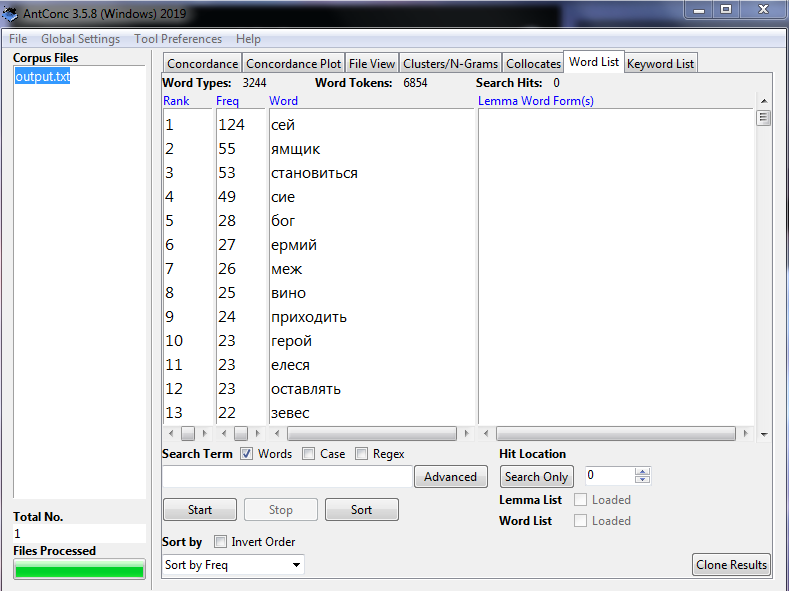 AntConc 3.5.8 (Windows) 2019
File Global Settings Tool Preferences Help
Corpus Files
output.txt
Concordance Concordance Plot File View Clusters/N-Grams Collocates Word List Keyword List
Word Types: 3244 Word Tokens: 6854 Search Hits: 0
Rank Freq Word Lemma Word Form(s)
1 124 сей
2 55 ямщик
3 53 становиться
4 49 сие
5 28 бог
6 27 ермий
7 26 меж
8 25 вино
9 24 приходить
10 23 герой
11 23 елеся
12 23 оставлять
13 22 зевес
Search Term Words Case Regex Hit Location
Advanced Search Only 0
Lemma List Loaded
Start Stop Sort
Word List Loaded
Total No.
1
Files Processed
Sort by Invert Order
Sort by Freq Clone Results